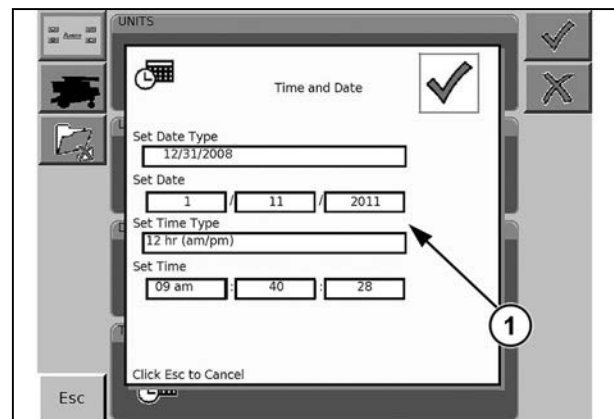 UNITS
Time and Date
Set Date Type
12/31/2008
Set Date
1 / 11 / 2011
Set Time Type
12 hr (am/pm)
Set Time
09 am : 40 : 28
1
Click Esc to Cancel
Esc